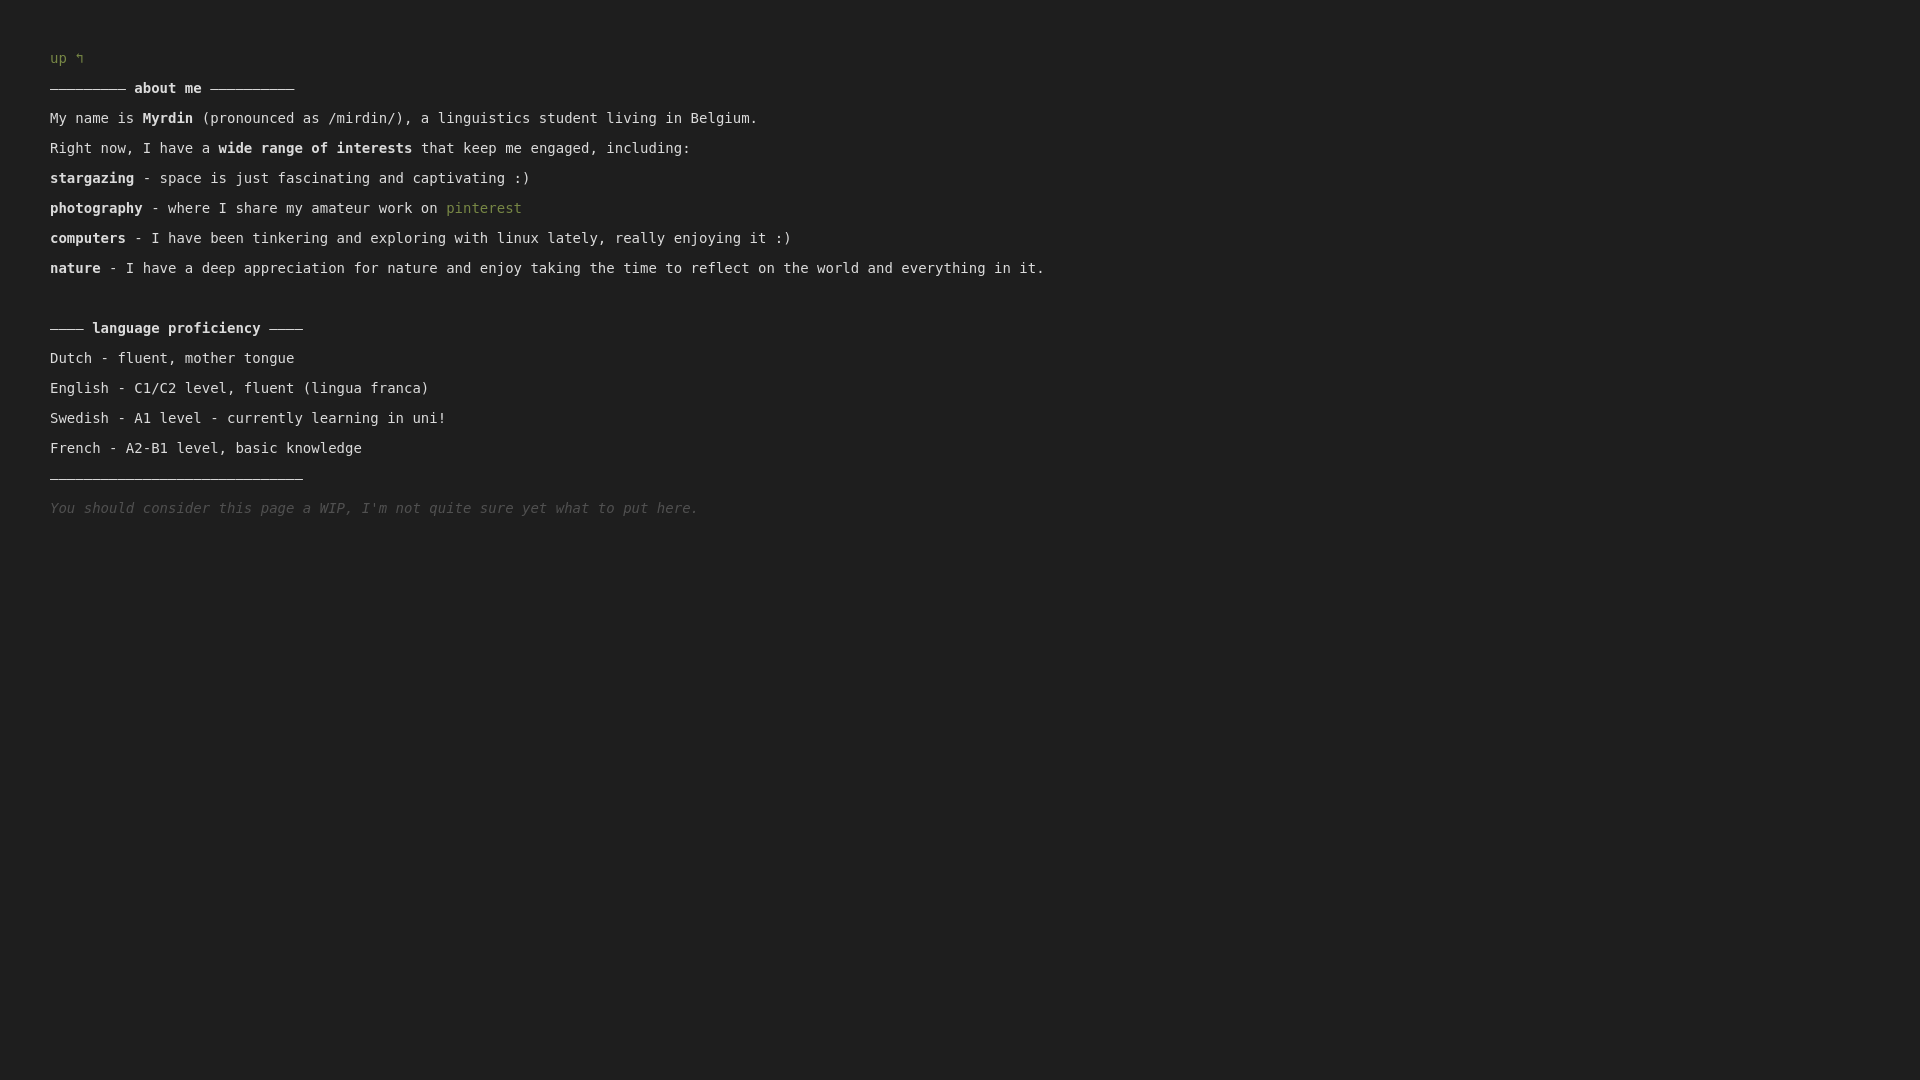 up ↰
————————— about me ——————————
My name is Myrdin (pronounced as /mirdin/), a linguistics student living in Belgium.
Right now, I have a wide range of interests that keep me engaged, including:
stargazing - space is just fascinating and captivating :)
photography - where I share my amateur work on pinterest
computers - I have been tinkering and exploring with linux lately, really enjoying it :)
nature - I have a deep appreciation for nature and enjoy taking the time to reflect on the world and everything in it.
———— language proficiency ————
Dutch - fluent, mother tongue
English - C1/C2 level, fluent (lingua franca)
Swedish - A1 level - currently learning in uni!
French - A2-B1 level, basic knowledge
——————————————————————————————
You should consider this page a WIP, I'm not quite sure yet what to put here.